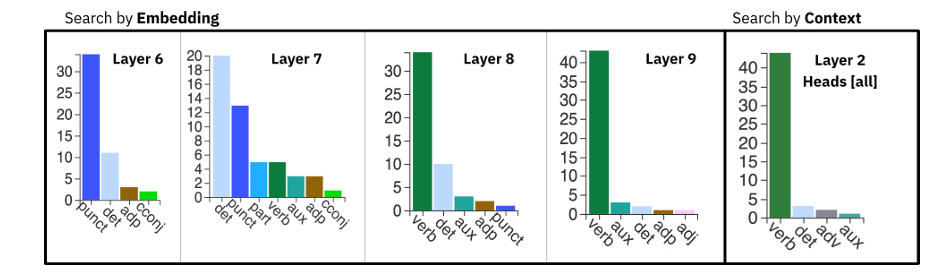 Search by Embedding
Search by Context
Layer 6
30
25
20
15
10
5
0
punct
det
adp
cconj
Layer 7
20
18
16
14
12
10
8
6
4
2
0
det
punct
part
verb
aux
adp
cconj
Layer 8
30
25
20
15
10
5
0
verb
det
aux
adp
punct
Layer 9
40
35
30
25
20
15
10
5
0
verb
aux
det
adp
adj
Layer 2
Heads [all]
40
35
30
25
20
15
10
5
0
verb
det
adv
aux